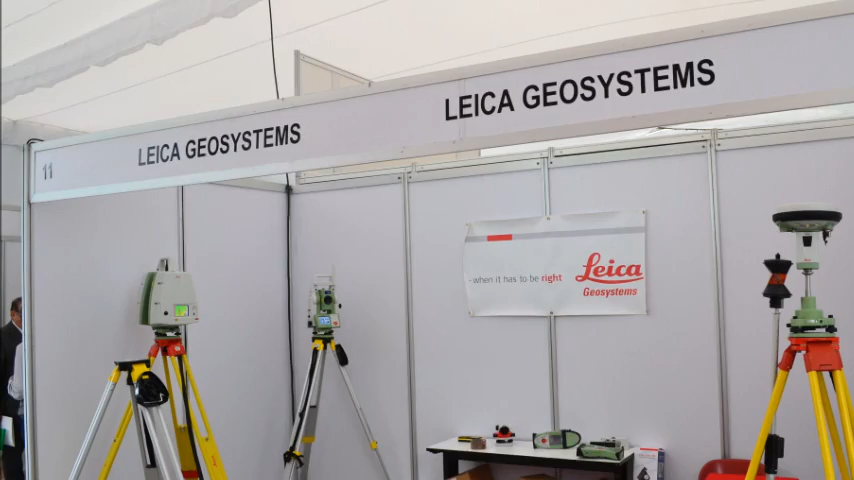 LEICA GEOSYSTEMS
11
LEICA GEOSYSTEMS
- when it has to be right
Leica
Geosystems